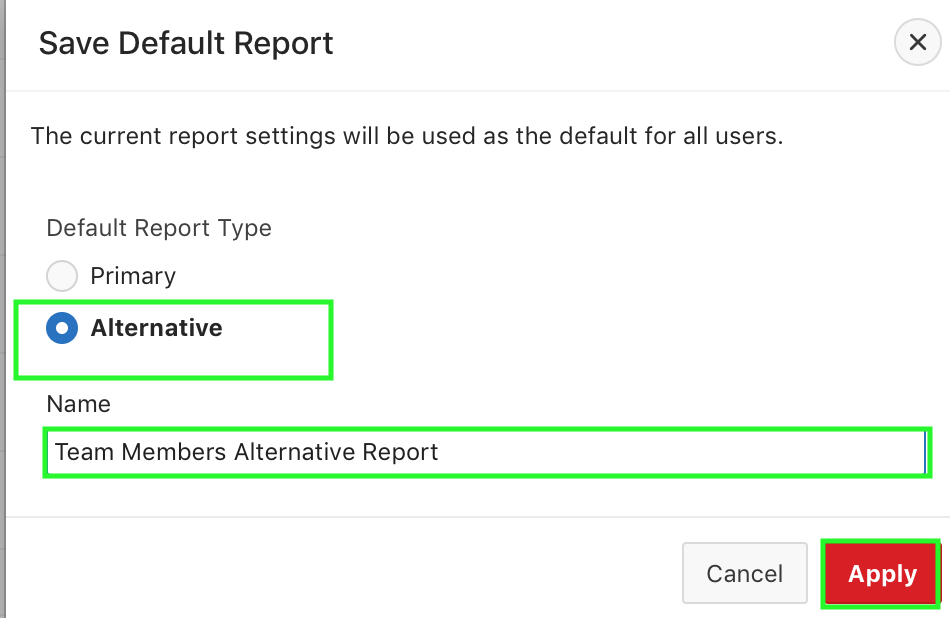 Save Default Report
The current report settings will be used as the default for all users.
Default Report Type
Primary
Alternative
Name
Team Members Alternative Report
Cancel
Apply